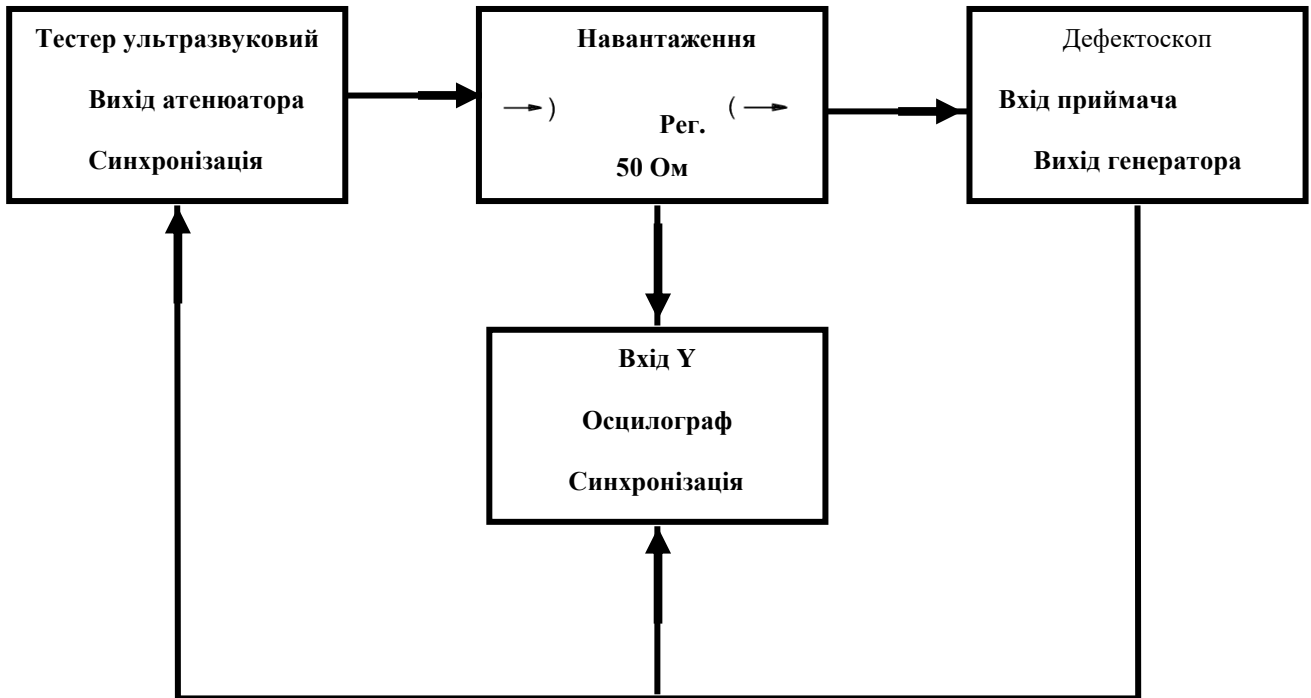 Тестер ультразвуковий
Вихід атенюатора
Синхронізація
Навантаження
→ ) ( →
Рег.
50 Ом
Дефектоскоп
Вхід приймача
Вихід генератора
Вхід Y
Осцилограф
Синхронізація